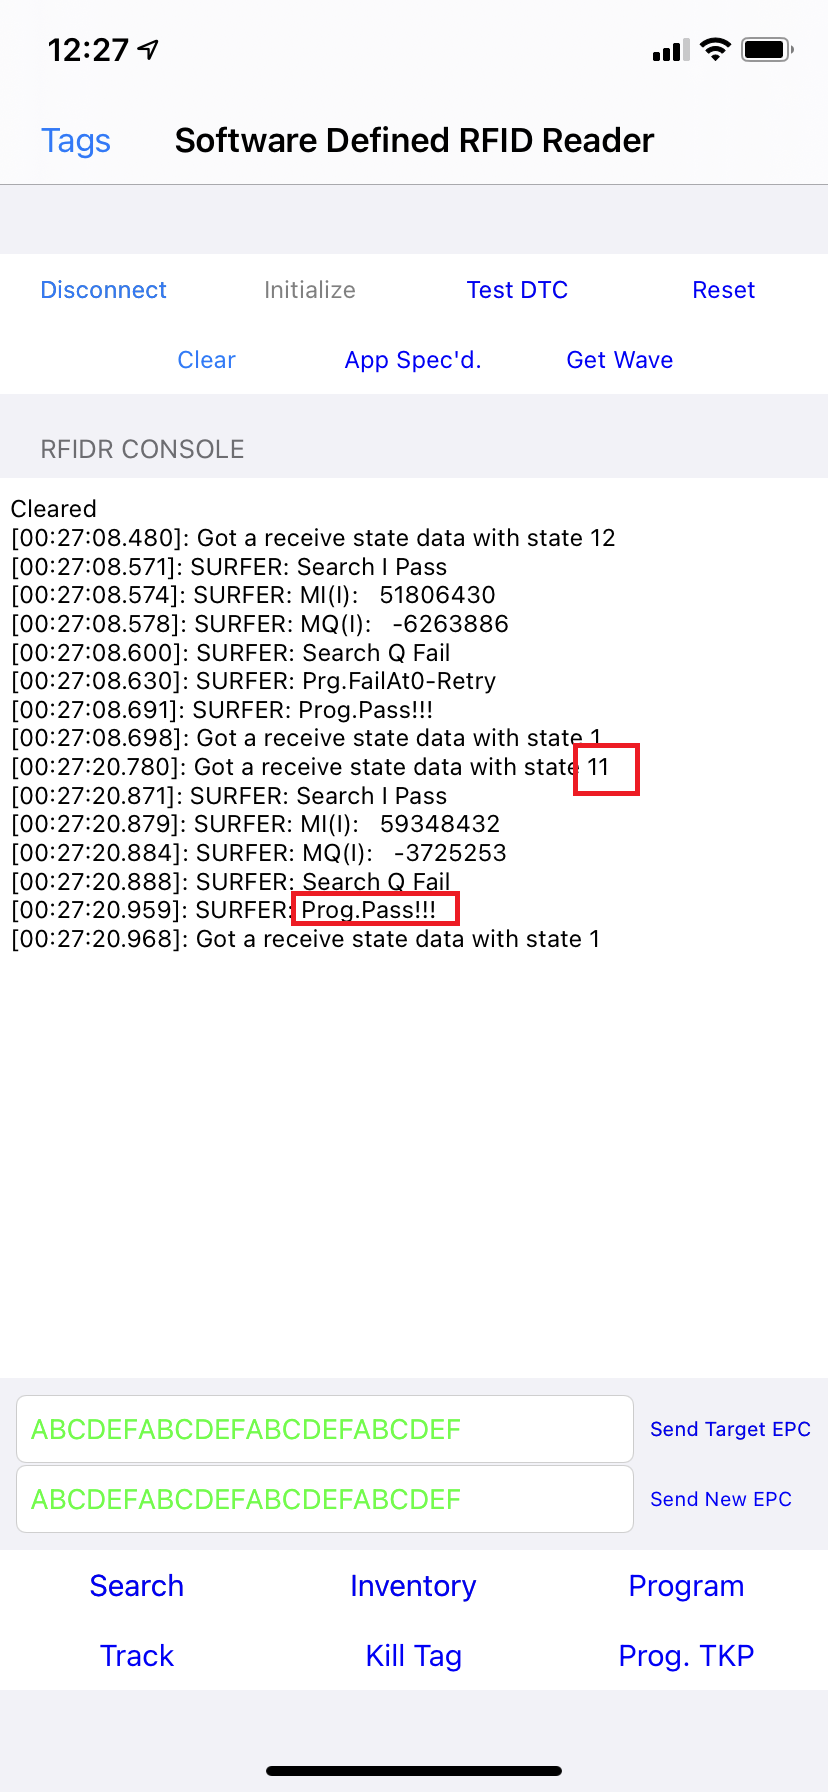 12:27
Tags Software Defined RFID Reader
Disconnect Initialize Test DTC Reset
Clear App Spec'd. Get Wave
RFIDR CONSOLE
Cleared
[00:27:08.480]: Got a receive state data with state 12
[00:27:08.571]: SURFER: Search I Pass
[00:27:08.574]: SURFER: MI(I): 51806430
[00:27:08.578]: SURFER: MQ(I): -6263886
[00:27:08.600]: SURFER: Search Q Fail
[00:27:08.630]: SURFER: Prg.FailAt0-Retry
[00:27:08.691]: SURFER: Prog.Pass!!!
[00:27:08.698]: Got a receive state data with state 1
[00:27:20.780]: Got a receive state data with state 11
[00:27:20.871]: SURFER: Search I Pass
[00:27:20.879]: SURFER: MI(I): 59348432
[00:27:20.884]: SURFER: MQ(I): -3725253
[00:27:20.888]: SURFER: Search Q Fail
[00:27:20.959]: SURFER: Prog.Pass!!!
[00:27:20.968]: Got a receive state data with state 1
ABCDEFABCDEFABCDEFABCDEF Send Target EPC
ABCDEFABCDEFABCDEFABCDEF Send New EPC
Search Inventory Program
Track Kill Tag Prog. TKP